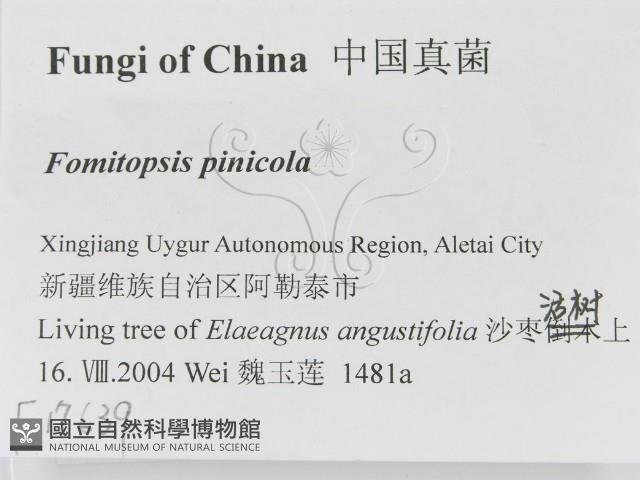 Fungi of China 中国真菌
Fomitopsis pinicola
Xingjiang Uygur Autonomous Region, Aletai City
新疆维族自治区阿勒泰市
活树
Living tree of Elaeagnus angustifolia 沙枣倒木上
16. Ⅷ.2004 Wei 魏玉莲 1481a
國立自然科學博物館
NATIONAL MUSEUM OF NATURAL SCIENCE